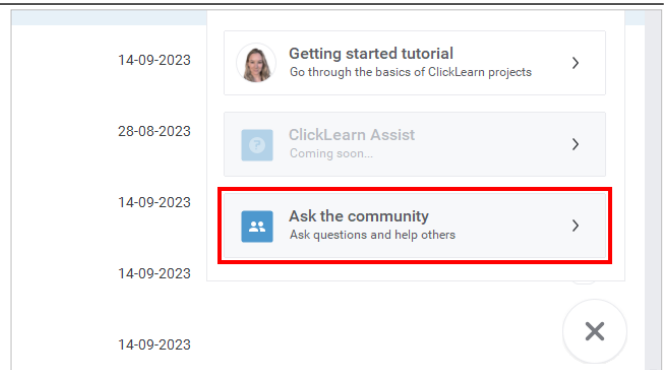 14-09-2023
Getting started tutorial
Go through the basics of ClickLearn projects
28-08-2023
ClickLearn Assist
Coming soon...
14-09-2023
Ask the community
Ask questions and help others
14-09-2023
14-09-2023